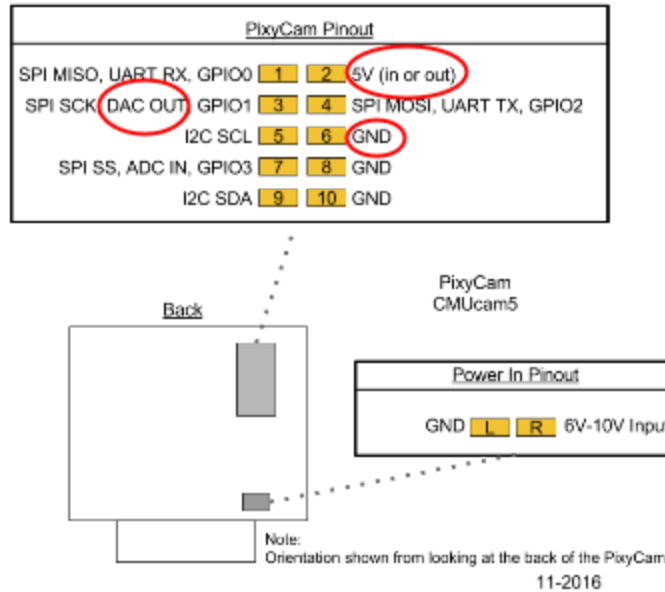 PixyCam Pinout
SPI MISO, UART RX, GPIO0 1 2 5V (in or out)
SPI SCK, DAC OUT, GPIO1 3 4 SPI MOSI, UART TX, GPIO2
I2C SCL 5 6 GND
SPI SS, ADC IN, GPIO3 7 8 GND
I2C SDA 9 10 GND
PixyCam
CMUcam5
Back
Power In Pinout
GND L R 6V-10V Input
Note:
Orientation shown from looking at the back of the PixyCam
11-2016